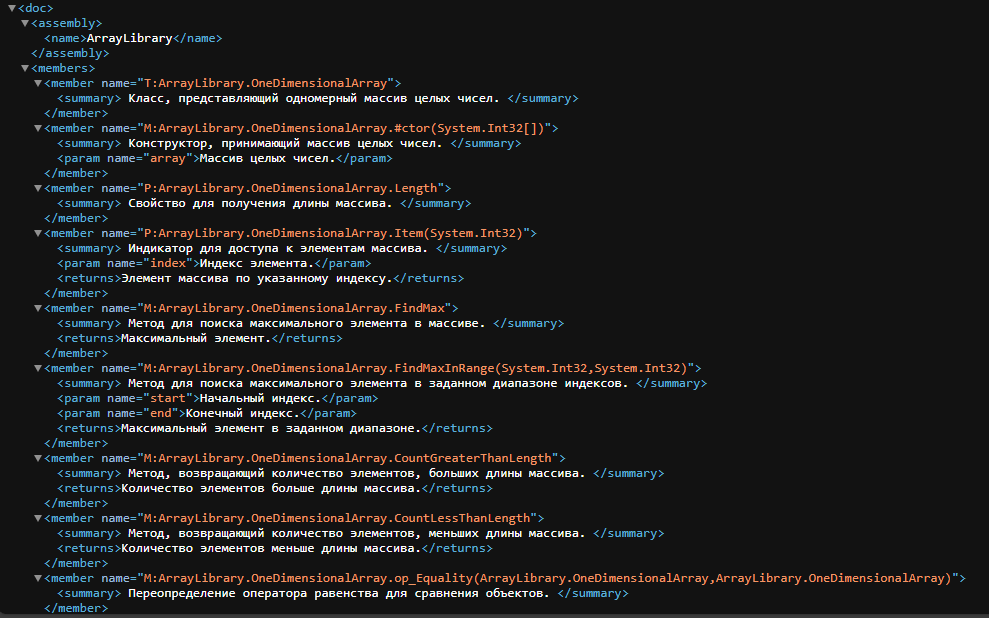 ▼<doc>
▼<assembly>
<name>ArrayLibrary</name>
</assembly>
▼<members>
▼<member name="T:ArrayLibrary.OneDimensionalArray">
<summary> Класс, представляющий одномерный массив целых чисел. </summary>
</member>
▼<member name="M:ArrayLibrary.OneDimensionalArray.#ctor(System.Int32[])">
<summary> Конструктор, принимающий массив целых чисел. </summary>
<param name="array">Массив целых чисел.</param>
</member>
▼<member name="P:ArrayLibrary.OneDimensionalArray.Length">
<summary> Свойство для получения длины массива. </summary>
</member>
▼<member name="P:ArrayLibrary.OneDimensionalArray.Item(System.Int32)">
<summary> Индикатор для доступа к элементам массива. </summary>
<param name="index">Индекс элемента.</param>
<returns>Элемент массива по указанному индексу.</returns>
</member>
▼<member name="M:ArrayLibrary.OneDimensionalArray.FindMax">
<summary> Метод для поиска максимального элемента в массиве. </summary>
<returns>Максимальный элемент.</returns>
</member>
▼<member name="M:ArrayLibrary.OneDimensionalArray.FindMaxInRange(System.Int32,System.Int32)">
<summary> Метод для поиска максимального элемента в заданном диапазоне индексов. </summary>
<param name="start">Начальный индекс.</param>
<param name="end">Конечный индекс.</param>
<returns>Максимальный элемент в заданном диапазоне.</returns>
</member>
▼<member name="M:ArrayLibrary.OneDimensionalArray.CountGreaterThanLength">
<summary> Метод, возвращающий количество элементов, больших длины массива. </summary>
<returns>Количество элементов больше длины массива.</returns>
</member>
▼<member name="M:ArrayLibrary.OneDimensionalArray.CountLessThanLength">
<summary> Метод, возвращающий количество элементов, меньших длины массива. </summary>
<returns>Количество элементов меньше длины массива.</returns>
</member>
▼<member name="M:ArrayLibrary.OneDimensionalArray.op_Equality(ArrayLibrary.OneDimensionalArray,ArrayLibrary.OneDimensionalArray)">
<summary> Переопределение оператора равенства для сравнения объектов. </summary>
</member>